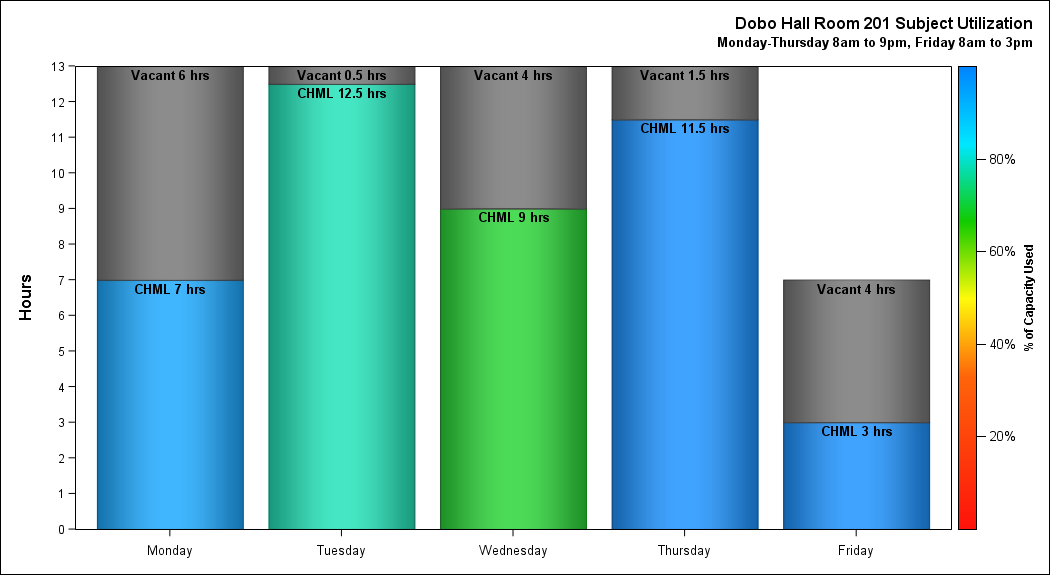 Dobo Hall Room 201 Subject Utilization
Monday-Thursday 8am to 9pm, Friday 8am to 3pm
Hours
13
12
11
10
9
8
7
6
5
4
3
2
1
0
Vacant 6 hrs
CHML 7 hrs
Vacant 0.5 hrs
CHML 12.5 hrs
Vacant 4 hrs
CHML 9 hrs
Vacant 1.5 hrs
CHML 11.5 hrs
Vacant 4 hrs
CHML 3 hrs
Monday
Tuesday
Wednesday
Thursday
Friday
80%
60%
40%
20%
% of Capacity Used